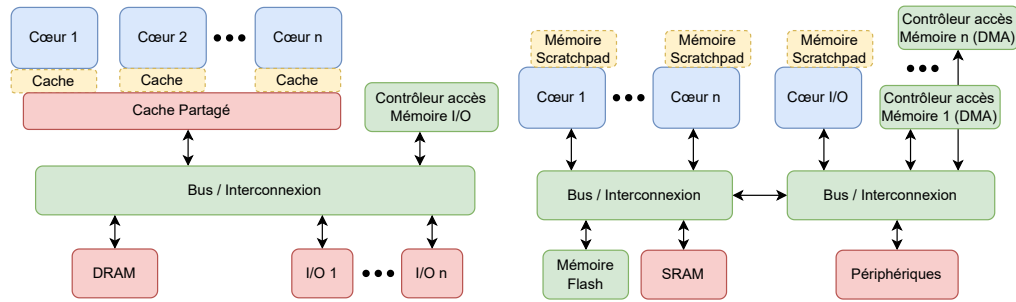 Cœur 1
Cœur 2
Cœur n
Cache
Cache
Cache
Cache Partagé
Contrôleur accès
Mémoire I/O
Bus / Interconnexion
DRAM
I/O 1
I/O n
Mémoire
Scratchpad
Mémoire
Scratchpad
Mémoire
Scratchpad
Cœur 1
Cœur n
Cœur I/O
Contrôleur accès
Mémoire n (DMA)
Contrôleur accès
Mémoire 1 (DMA)
Bus / Interconnexion
Bus / Interconnexion
Mémoire
Flash
SRAM
Périphériques